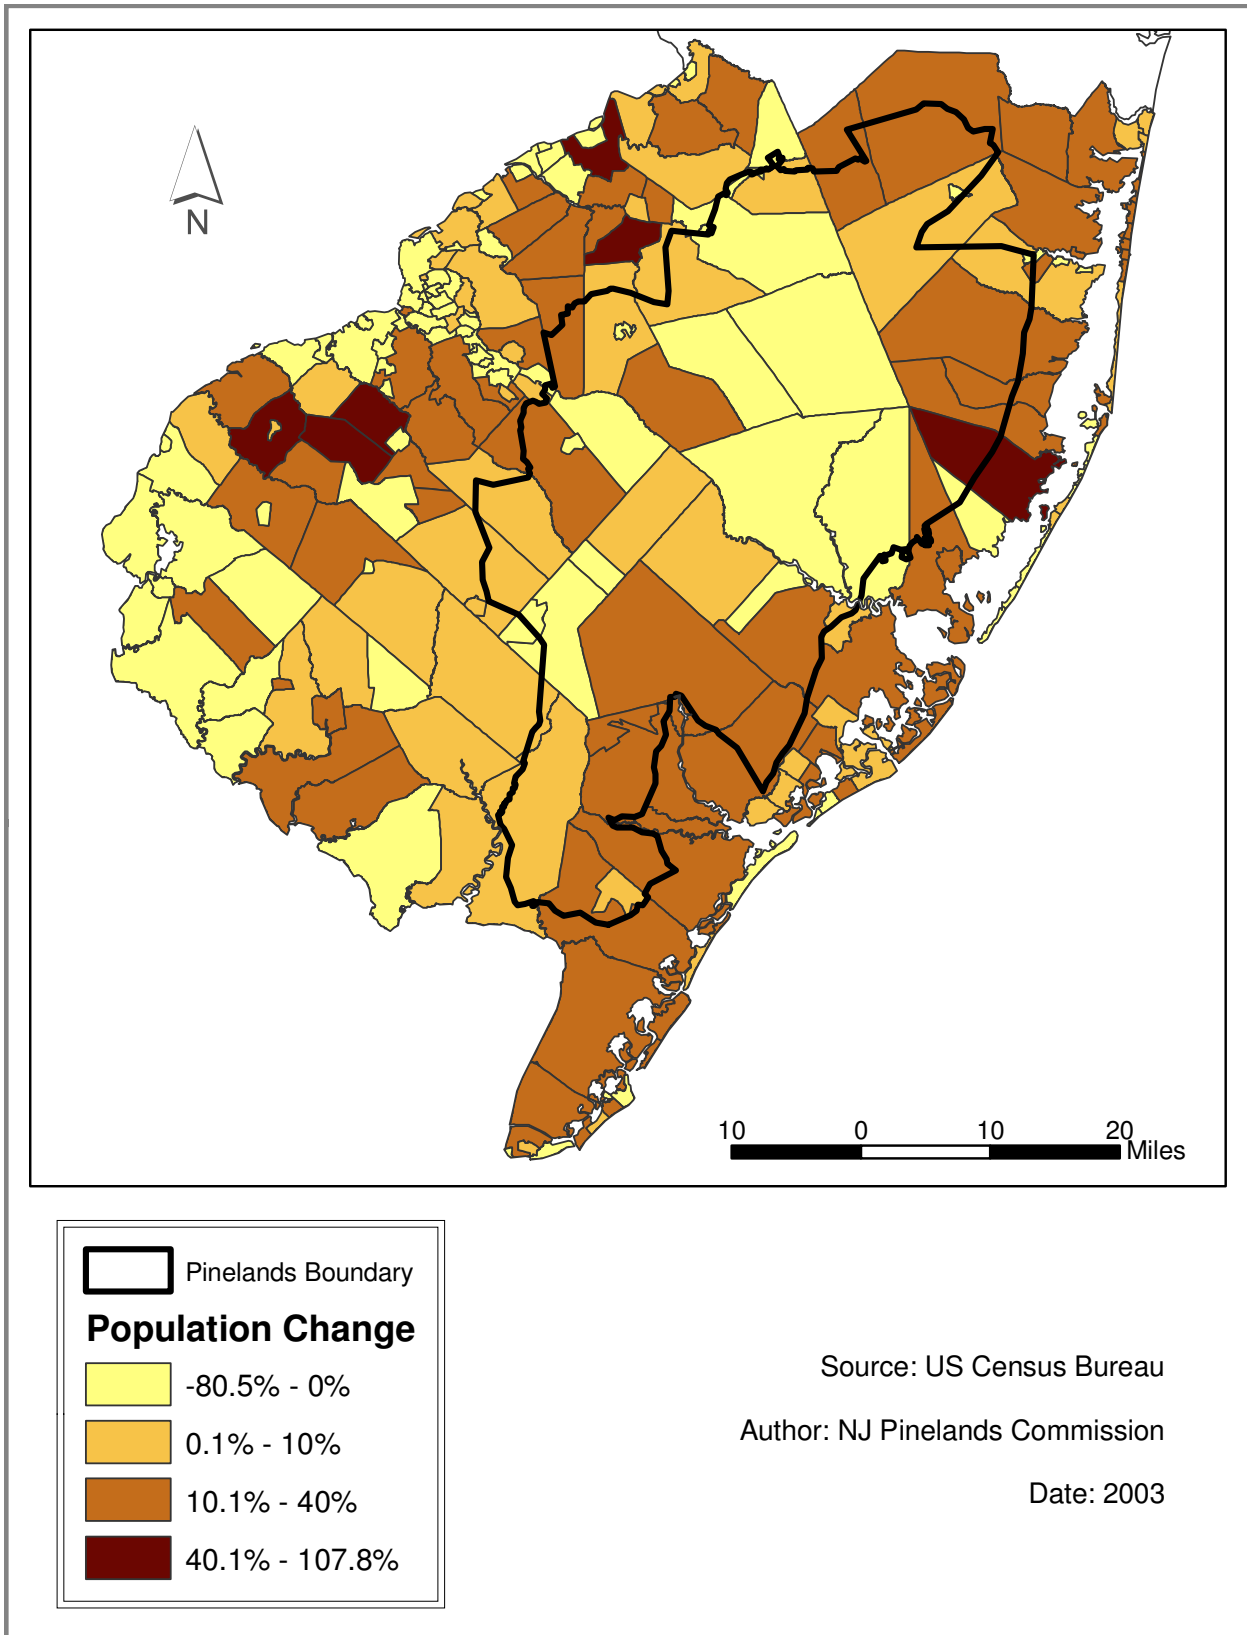 N
10 0 10 20
Miles
Pinelands Boundary
Population Change
-80.5% - 0%
0.1% - 10%
10.1% - 40%
40.1% - 107.8%
Source: US Census Bureau
Author: NJ Pinelands Commission
Date: 2003